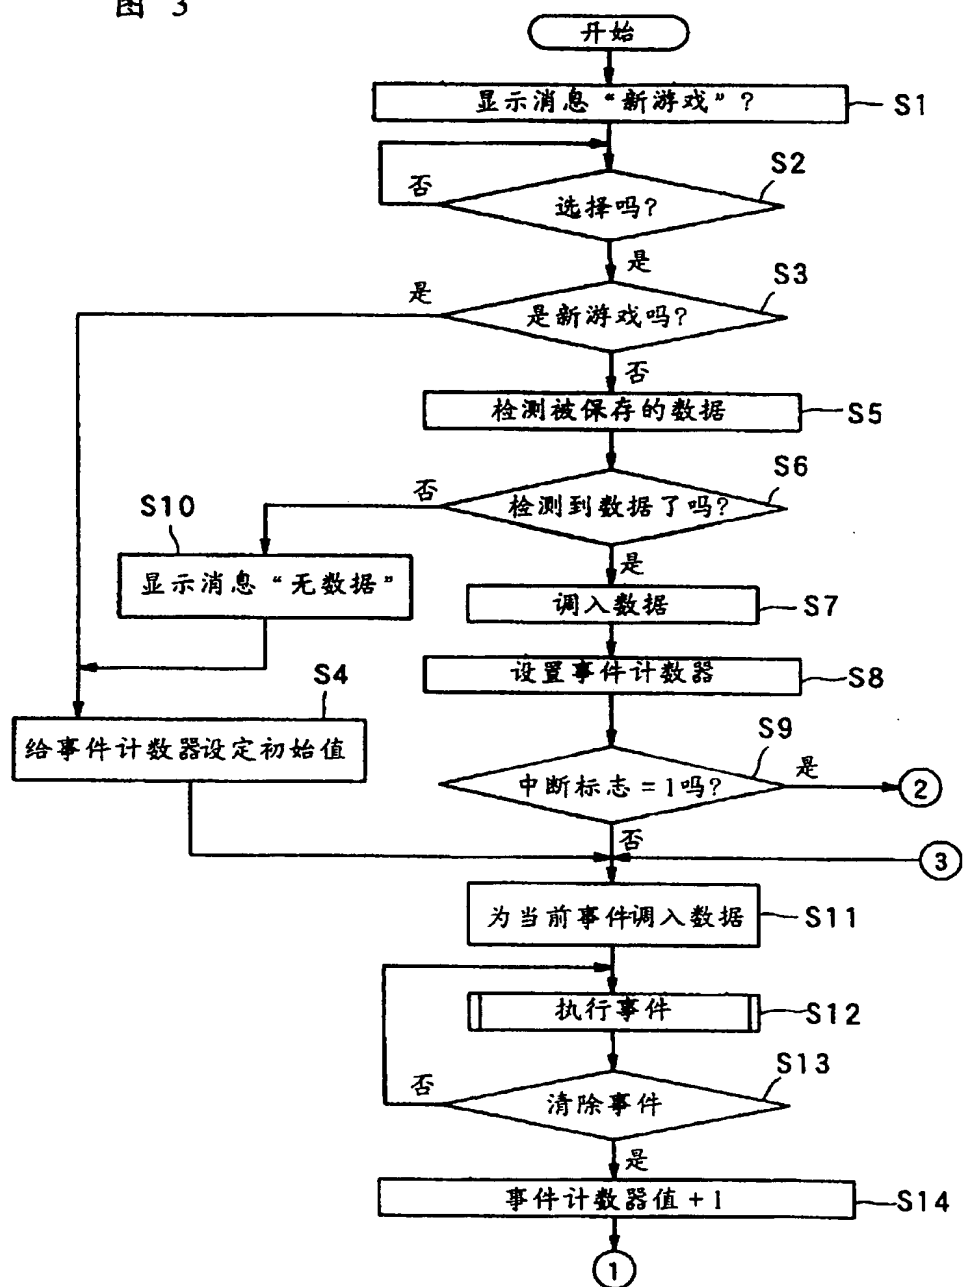 图 3
开始
显示消息“新游戏”?
S1
S2
否
选择吗?
是
S3
是
是新游戏吗?
否
检测被保存的数据
S5
S6
否
检测到数据了吗?
S10
是
显示消息“无数据”
调入数据
S7
S4
设置事件计数器
S8
给事件计数器设定初始值
S9
中断标志=1吗?
是
2
否
3
为当前事件调入数据
S11
执行事件
S12
S13
否
清除事件
是
事件计数器值+1
S14
1